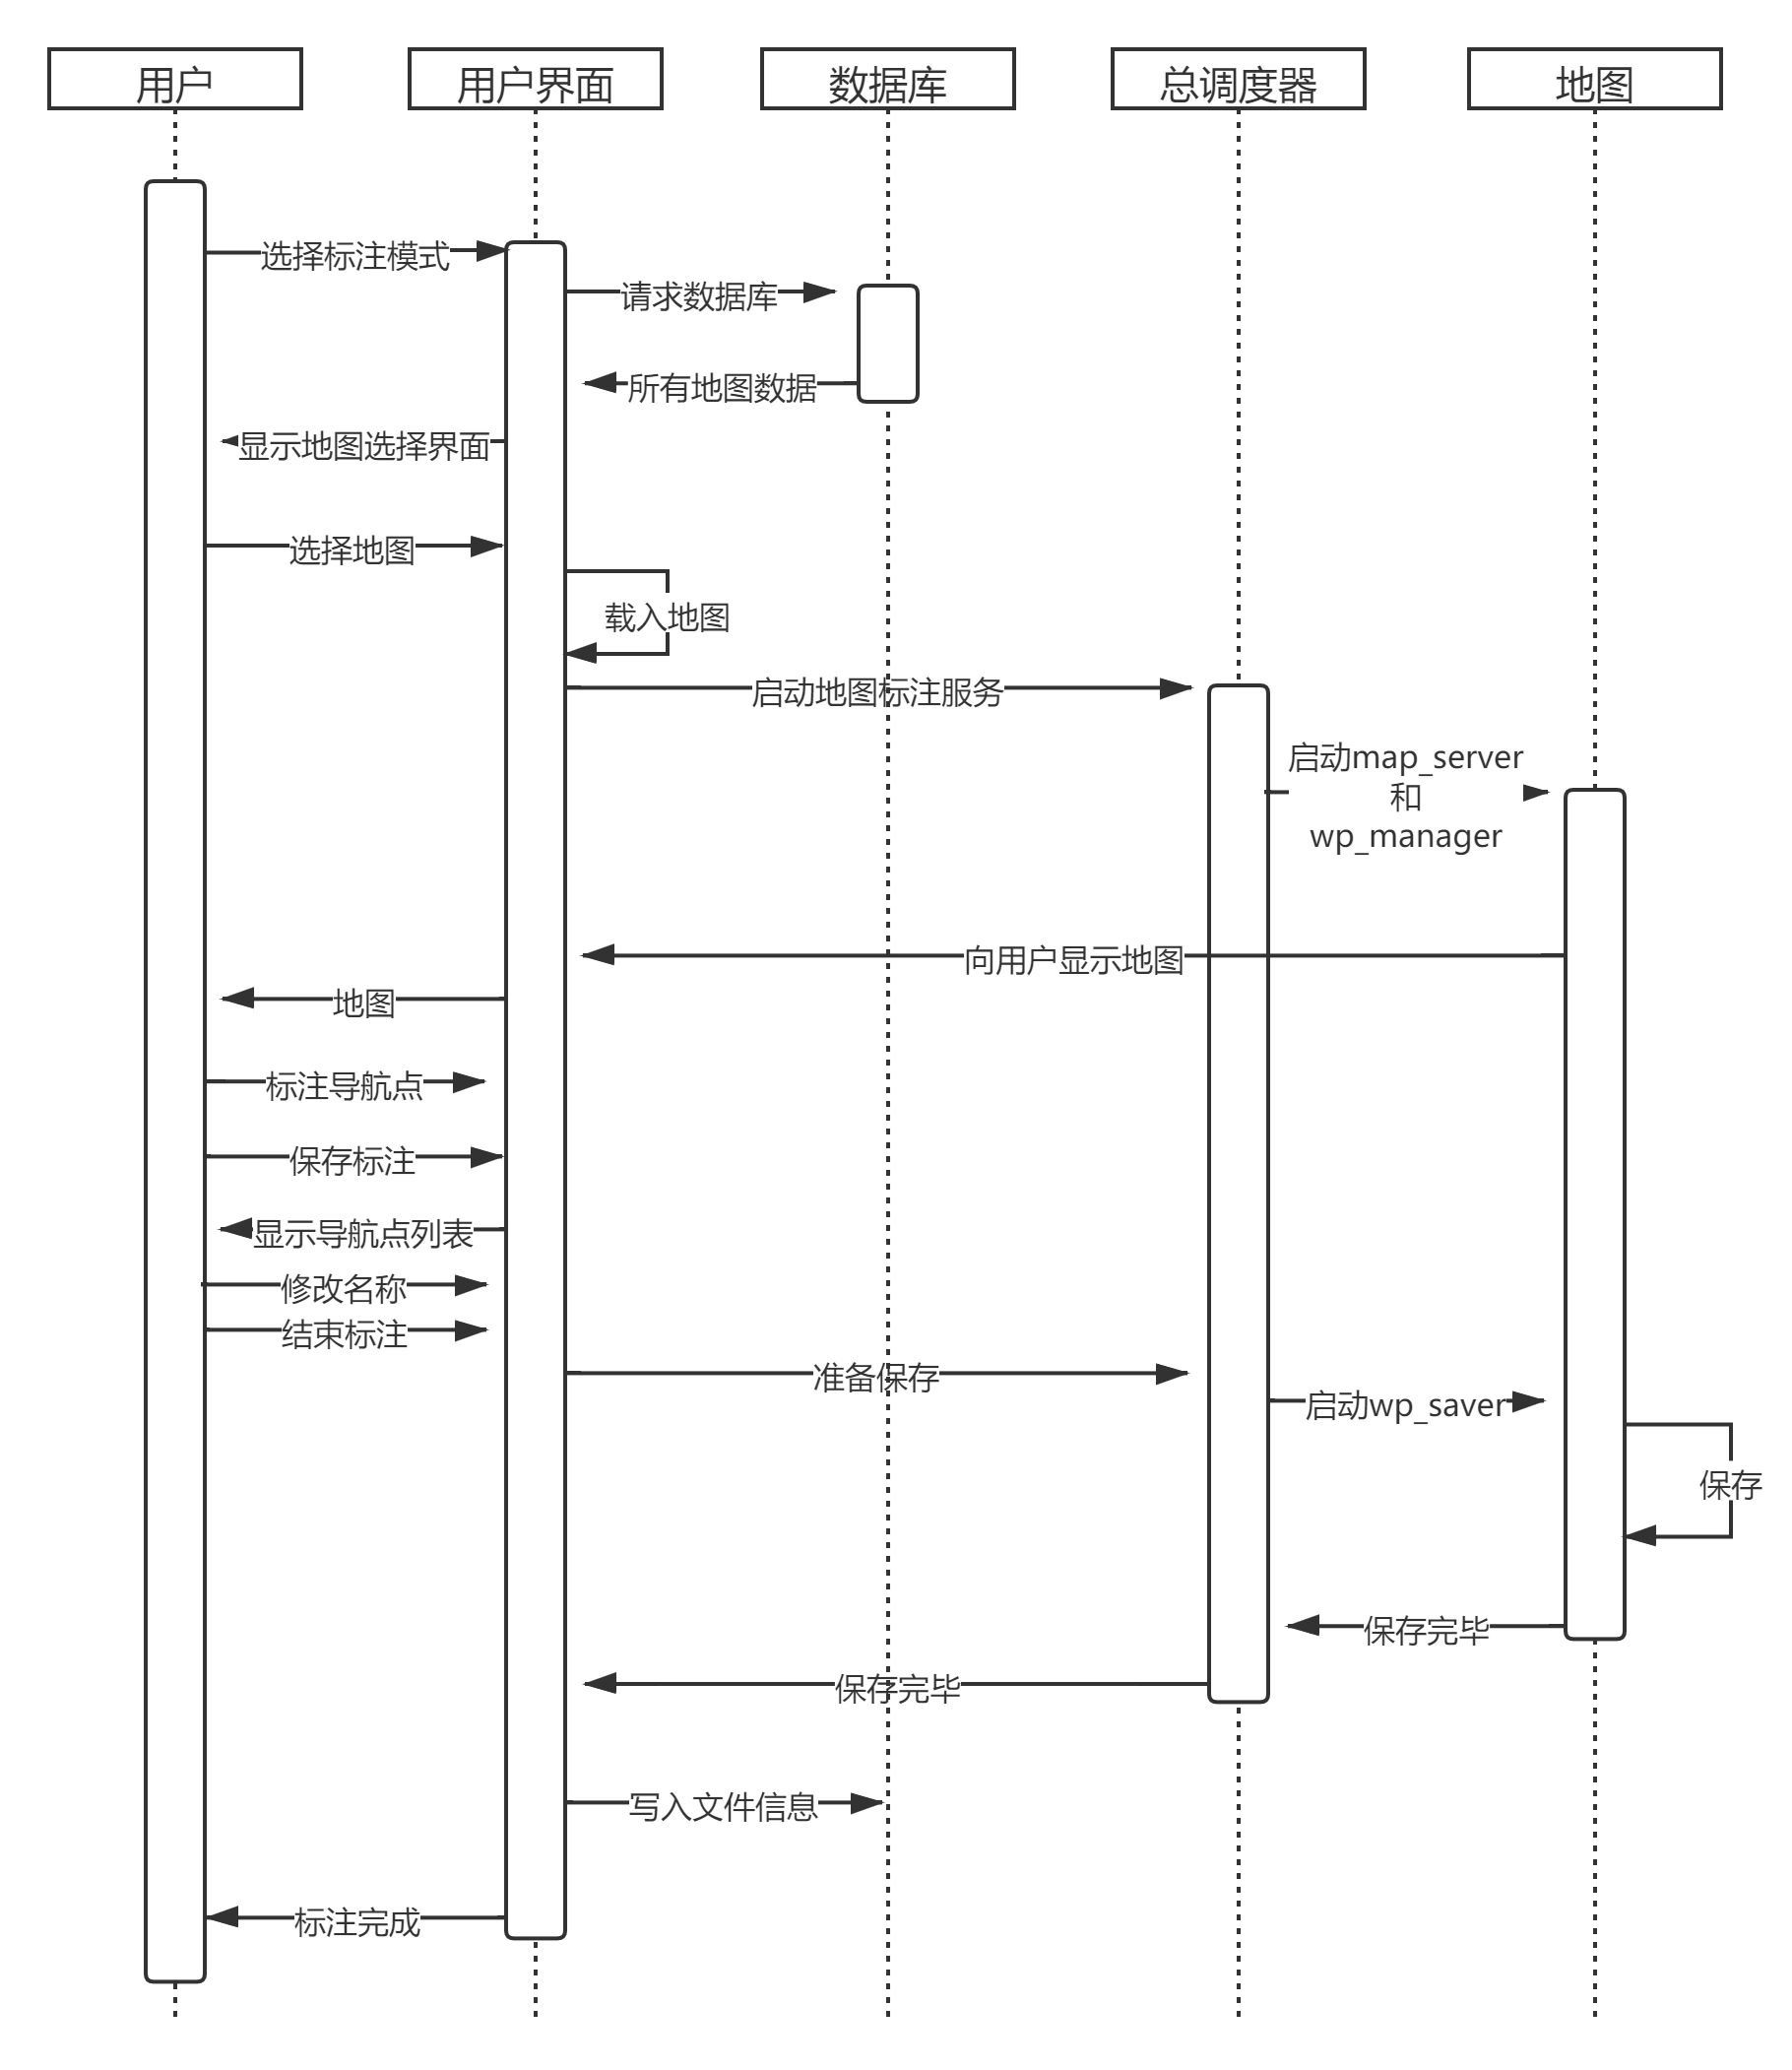 用户
用户界面
数据库
总调度器
地图
选择标注模式
请求数据库
所有地图数据
显示地图选择界面
选择地图
载入地图
启动地图标注服务
启动map_server
和
wp_manager
向用户显示地图
地图
标注导航点
保存标注
显示导航点列表
修改名称
结束标注
准备保存
启动wp_saver
保存
保存完毕
保存完毕
写入文件信息
标注完成